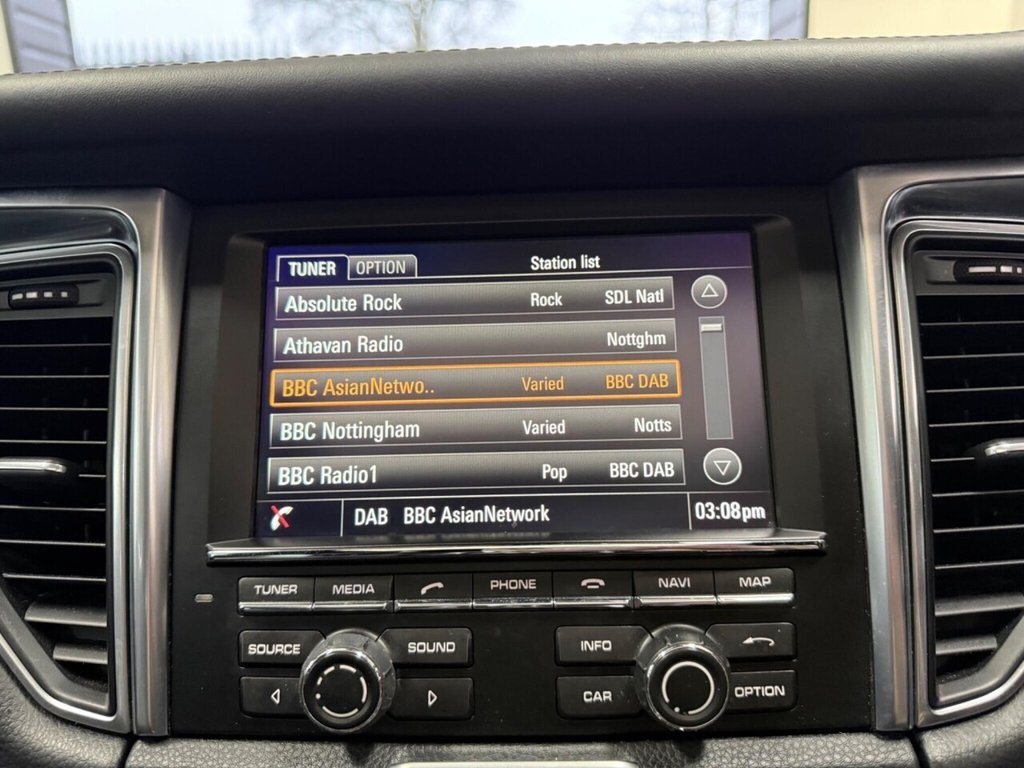 TUNER OPTION Station list
Absolute Rock Rock SDL Natl
Athavan Radio Nottghm
BBC AsianNetwo.. Varied BBC DAB
BBC Nottingham Varied Notts
BBC Radio1 Pop BBC DAB
DAB BBC AsianNetwork 03:08pm
TUNER MEDIA PHONE NAVI MAP
SOURCE SOUND INFO
CAR OPTION